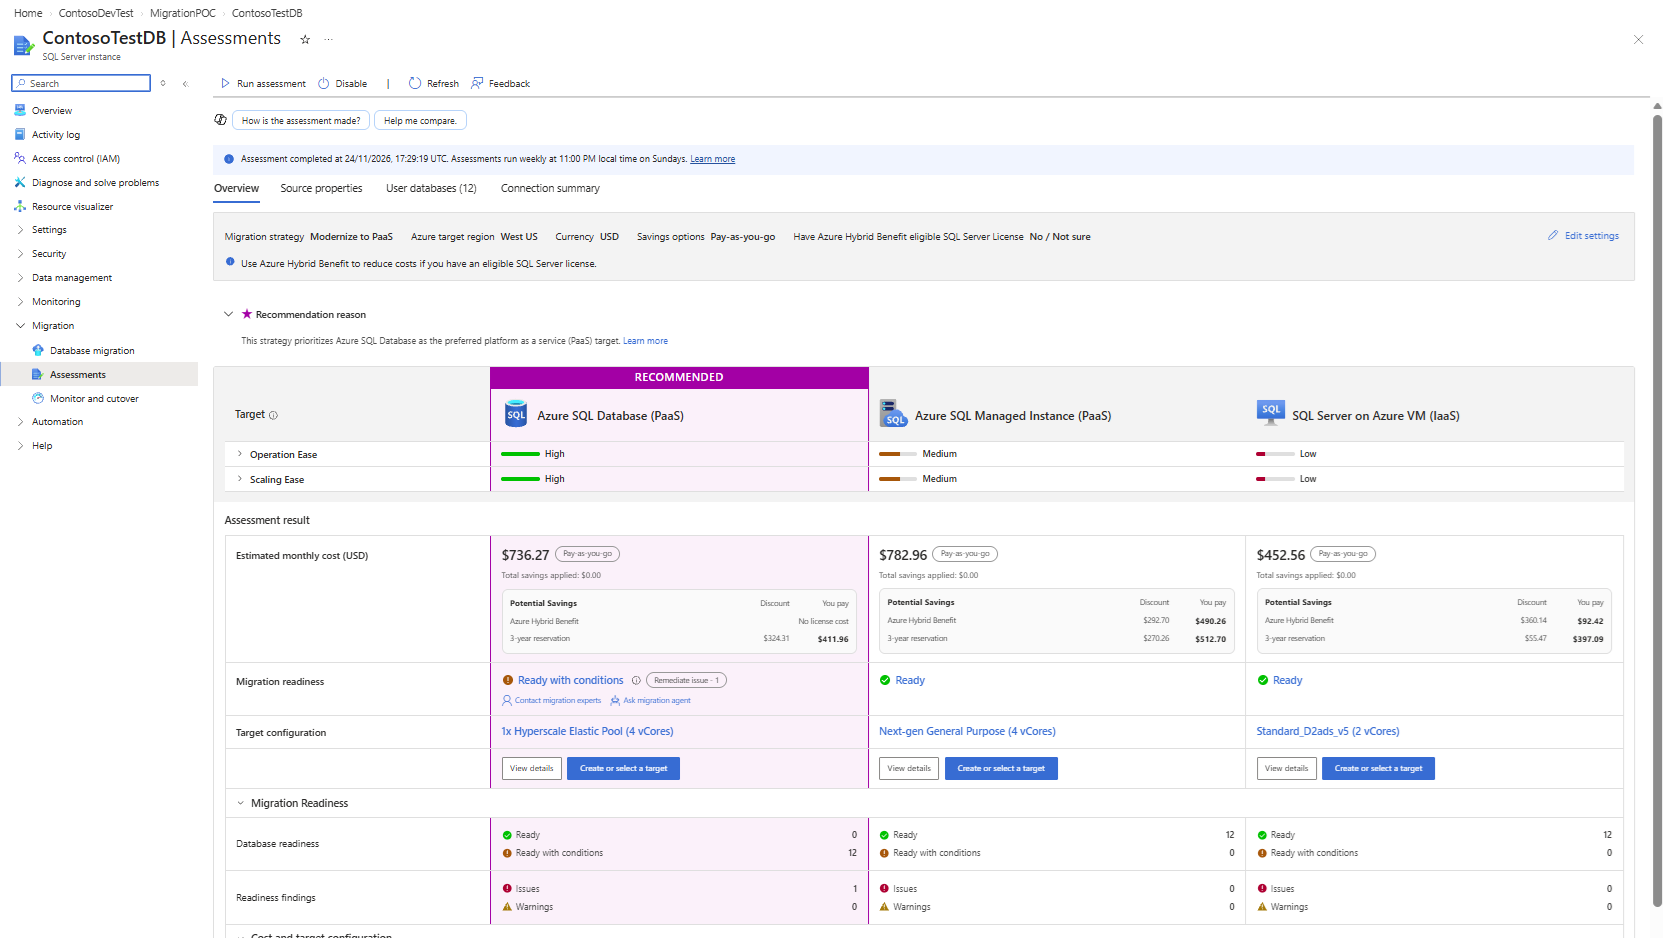 Home ContosoDevTest MigrationPOC ContosoTestDB
ContosoTestDB | Assessments
SQL Server instance
Search
Overview
Activity log
Access control (IAM)
Diagnose and solve problems
Resource visualizer
Settings
Security
Data management
Monitoring
Migration
Database migration
Assessments
Monitor and cutover
Automation
Help
Run assessment Disable | Refresh Feedback
How is the assessment made? Help me compare.
Assessment completed at 24/11/2026, 17:29:19 UTC. Assessments run weekly at 11:00 PM local time on Sundays. Learn more
Overview Source properties User databases (12) Connection summary
Migration strategy Modernize to PaaS Azure target region West US Currency USD Savings options Pay-as-you-go Have Azure Hybrid Benefit eligible SQL Server License No / Not sure Edit settings
Use Azure Hybrid Benefit to reduce costs if you have an eligible SQL Server license.
Recommendation reason
This strategy prioritizes Azure SQL Database as the preferred platform as a service (PaaS) target. Learn more
RECOMMENDED
Target SQL Azure SQL Database (PaaS) SQL Azure SQL Managed Instance (PaaS) SQL SQL Server on Azure VM (IaaS)
Operation Ease High Medium Low
Scaling Ease High Medium Low
Assessment result
Estimated monthly cost (USD) $736.27 Pay-as-you-go $782.96 Pay-as-you-go $452.56 Pay-as-you-go
Total savings applied: $0.00 Total savings applied: $0.00 Total savings applied: $0.00
Potential Savings Discount You pay Potential Savings Discount You pay Potential Savings Discount You pay
Azure Hybrid Benefit No license cost Azure Hybrid Benefit $292.70 $490.26 Azure Hybrid Benefit $360.14 $92.42
3-year reservation $324.31 $411.96 3-year reservation $270.26 $512.70 3-year reservation $55.47 $397.09
Migration readiness Ready with conditions Remediate issue - 1 Ready Ready
Contact migration experts Ask migration agent
Target configuration 1x Hyperscale Elastic Pool (4 vCores) Next-gen General Purpose (4 vCores) Standard_D2ads_v5 (2 vCores)
View details Create or select a target View details Create or select a target View details Create or select a target
Migration Readiness
Database readiness Ready 0 Ready 12 Ready 12
Ready with conditions 12 Ready with conditions 0 Ready with conditions 0
Readiness findings Issues 1 Issues 0 Issues 0
Warnings 0 Warnings 0 Warnings 0
Cost and target configuration